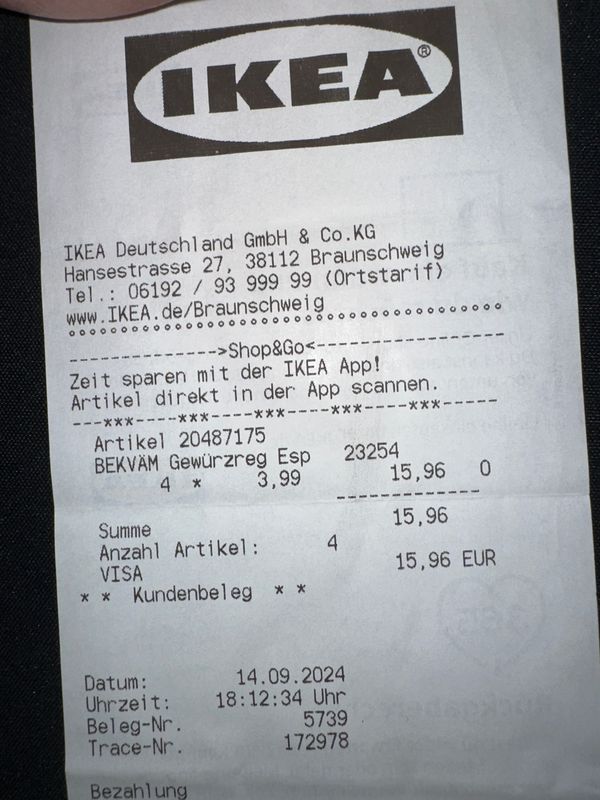 IKEA®
IKEA Deutschland GmbH & Co.KG
Hansestrasse 27, 38112 Braunschweig
Tel.: 06192 / 93 999 99 (Ortstarif)
www.IKEA.de/Braunschweig
-------------->Shop&Go<------------------
Zeit sparen mit der IKEA App!
Artikel direkt in der App scannen.
---***----***----***----***----***-----
Artikel 20487175
BEKVÄM Gewürzreg Esp 23254
4 * 3,99 15,96 0
-------------
Summe 15,96
Anzahl Artikel: 4
VISA 15,96 EUR
* * Kundenbeleg * *
Datum: 14.09.2024
Uhrzeit: 18:12:34 Uhr
Beleg-Nr. 5739
Trace-Nr. 172978
Bezahlung